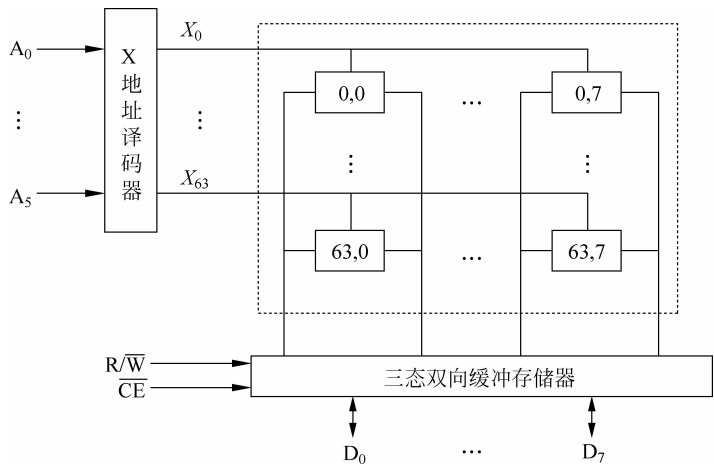 A₀ X 地址译码器 X₀
0,0 ... 0,7
⋮ ⋮ ⋮ ⋮
A₅ X₆₃
63,0 ... 63,7
R/W̅
C̅E̅
三态双向缓冲存储器
D₀ ... D₇